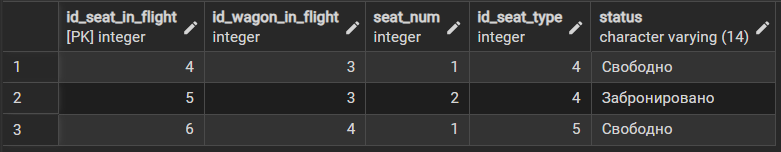 id_seat_in_flight id_wagon_in_flight seat_num id_seat_type status
[PK] integer integer integer integer character varying (14)
1 4 3 1 4 Свободно
2 5 3 2 4 Забронировано
3 6 4 1 5 Свободно